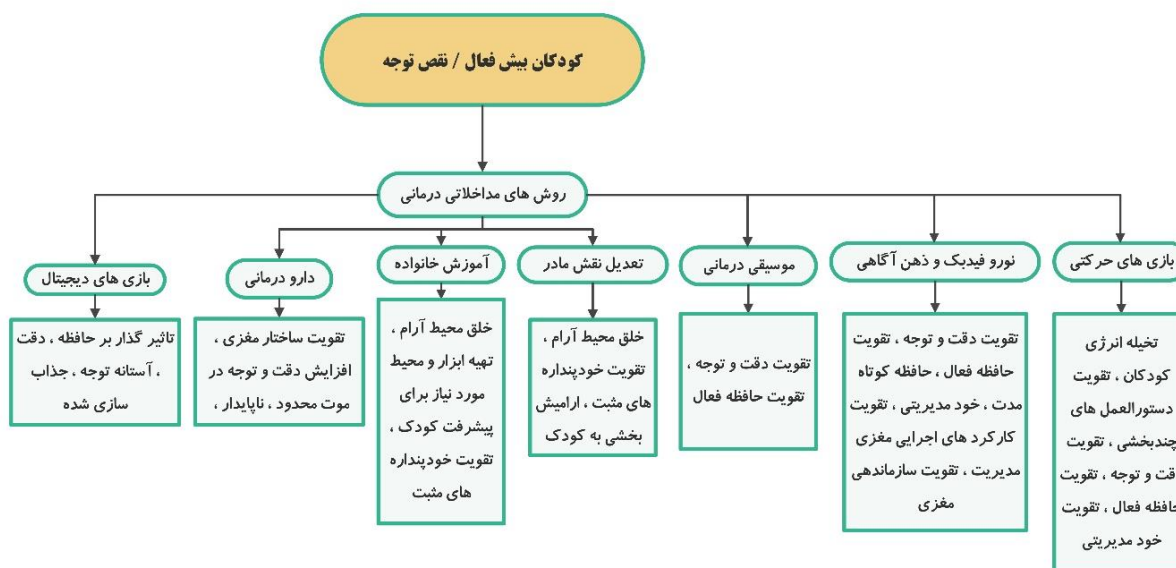 کودکان بیش فعال / نقص توجه
روش های مداخلاتی درمانی
بازی های حرکتی
تخیله انرژی
کودکان ، تقویت
دستورالعمل های
چندبخشی ، تقویت
دقت و توجه ، تقویت
حافظه فعال ، تقویت
خود مدیریتی
نورو فیدبک و ذهن آگاهی
تقویت دقت و توجه ، تقویت
حافظه فعال ، حافظه کوتاه
مدت ، خود مدیریتی ، تقویت
کارکرد های اجرایی مغزی
مدیریت ، تقویت سازماندهی
مغزی
موسیقی درمانی
تقویت دقت و توجه ،
تقویت حافظه فعال
تعدیل نقش مادر
خلق محیط آرام ،
تقویت خودپنداره
های مثبت ، ارامیش
بخشی به کودک
آموزش خانواده
خلق محیط آرام ،
تهیه ابزار و محیط
مورد نیاز برای
پیشرفت کودک ،
تقویت خودپنداره
های مثبت
دارو درمانی
تقویت ساختار مغزی ،
افزایش دقت و توجه در
موت محدود ، ناپایدار ،
بازی های دیجیتال
تاثیر گذار بر حافظه ، دقت
، آستانه توجه ، جذاب
سازی شده